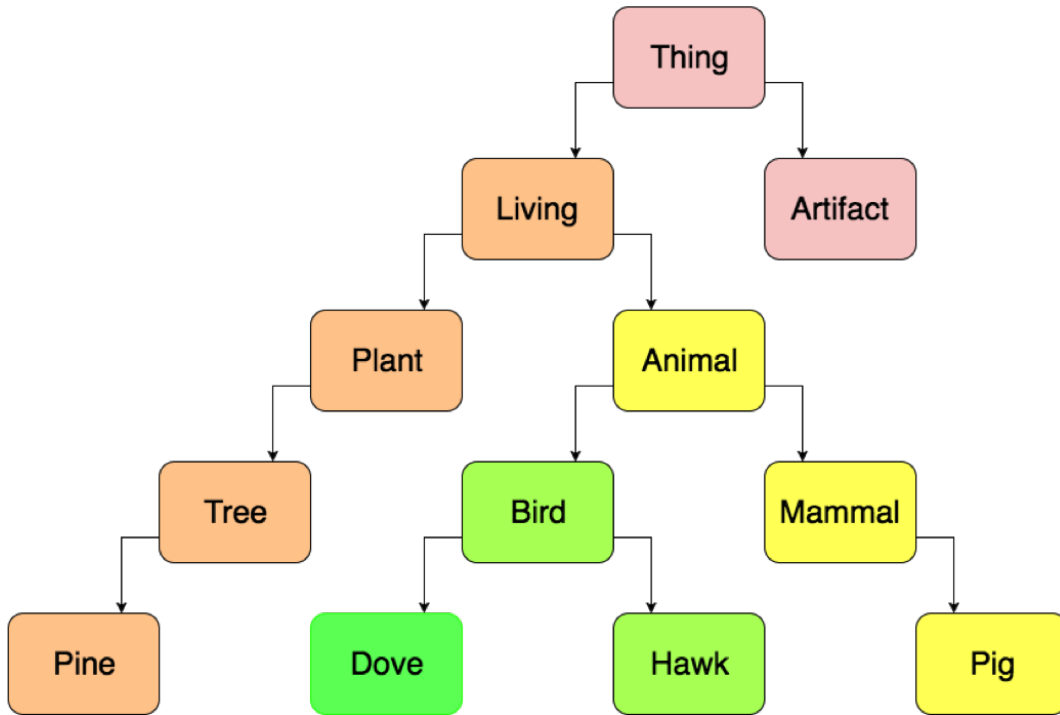 Thing
Living
Artifact
Plant
Animal
Tree
Bird
Mammal
Pine
Dove
Hawk
Pig